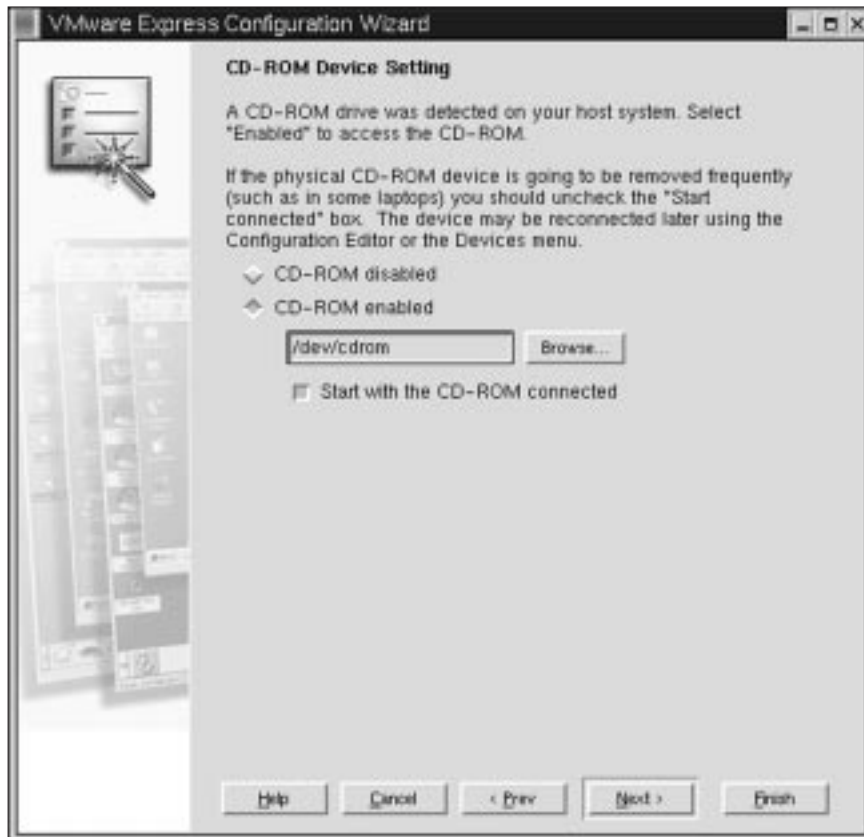 VMware Express Configuration Wizard
CD-ROM Device Setting
A CD-ROM drive was detected on your host system. Select
"Enabled" to access the CD-ROM.
If the physical CD-ROM device is going to be removed frequently
(such as in some laptops) you should uncheck the "Start
connected" box. The device may be reconnected later using the
Configuration Editor or the Devices menu.
CD-ROM disabled
CD-ROM enabled
/dev/cdrom
Browse...
Start with the CD-ROM connected
Help
Cancel
< Prev
Next >
Finish